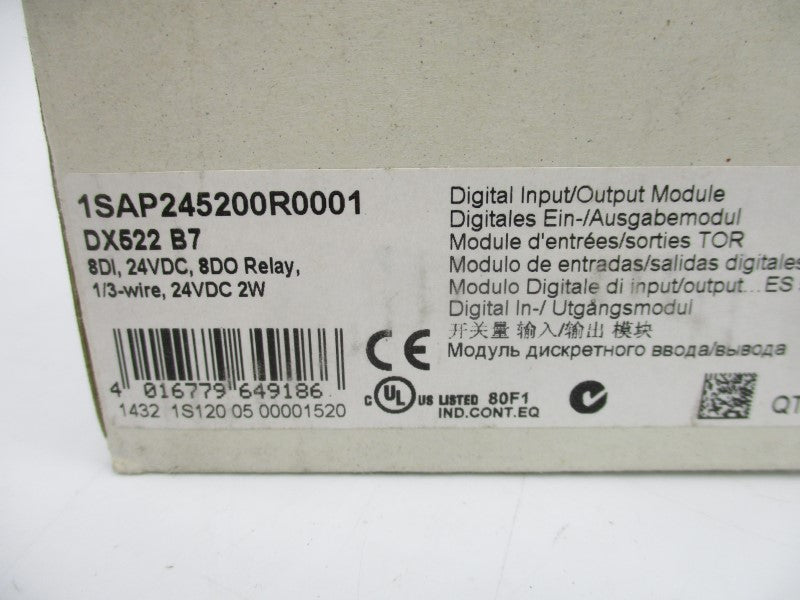 1SAP245200R0001
DX522 B7
8DI, 24VDC, 8DO Relay,
1/3-wire, 24VDC 2W
4 016779 649186
1432 1S120 05 00001520
Digital Input/Output Module
Digitales Ein-/Ausgabemodul
Module d'entrées/sorties TOR
Modulo de entradas/salidas digitales
Modulo Digitale di input/output...ES
Digital In-/ Utgångsmodul
开关量 输入/输出 模块
Модуль дискретного ввода/вывода
CE
C UL US LISTED 80F1
IND.CONT.EQ
QT